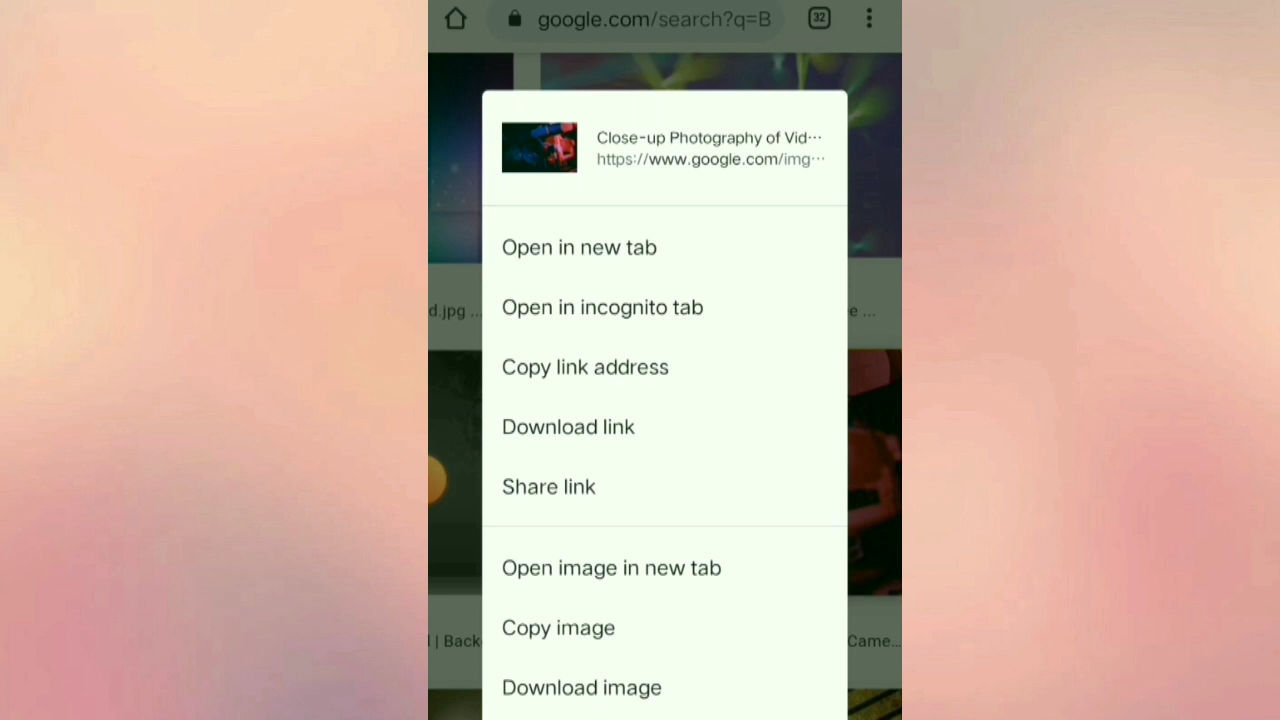 google.com/search?q=B
32
Close-up Photography of Vid…
https://www.google.com/img…
Open in new tab
Open in incognito tab
d.jpg ...
e ...
Copy link address
Download link
Share link
Open image in new tab
Copy image
| Back
Came...
Download image